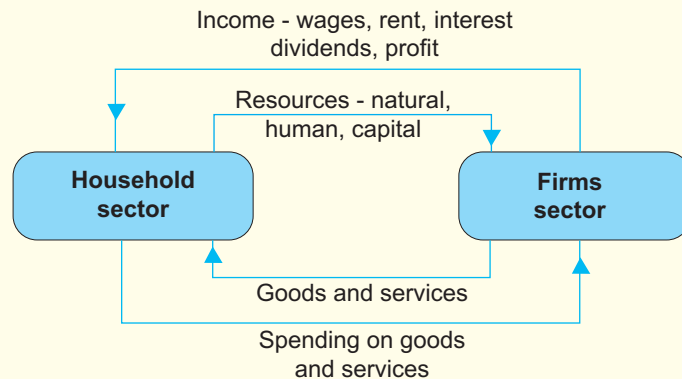 Income - wages, rent, interest
dividends, profit
Resources - natural,
human, capital
Household
sector
Firms
sector
Goods and services
Spending on goods
and services